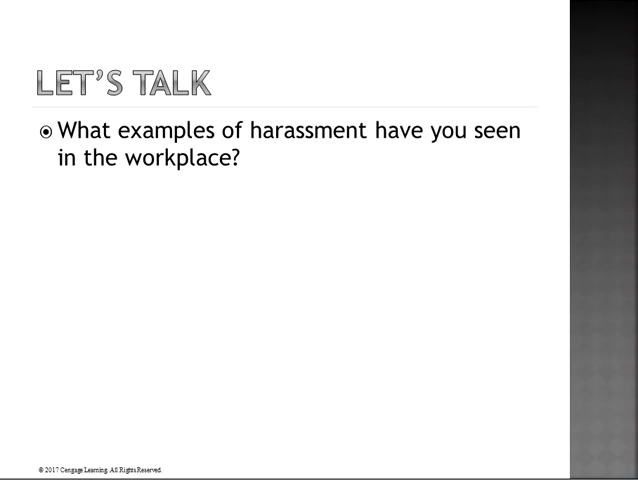 LET'S TALK
What examples of harassment have you seen
in the workplace?
© 2017 Cengage Learning. All Rights Reserved.